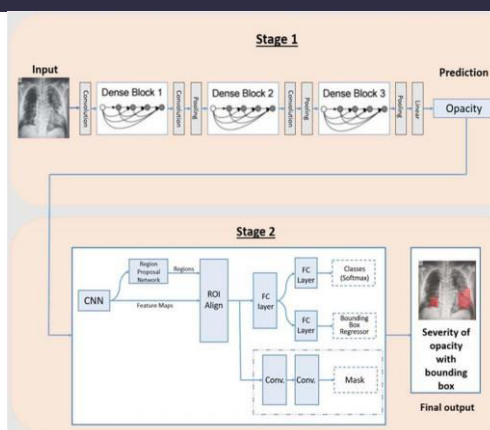 Stage 1
Input
Prediction
Convolution
Dense Block 1
Convolution
Pooling
Dense Block 2
Convolution
Pooling
Dense Block 3
Pooling
Linear
Opacity
Stage 2
CNN
Region
Proposal
Network
Regions
Feature Maps
ROI
Align
FC
layer
FC
Layer
Classes
(Softmax)
FC
Layer
Bounding
Box
Regressor
Conv.
Conv.
Mask
Severity of
opacity
with
bounding
box
Final output